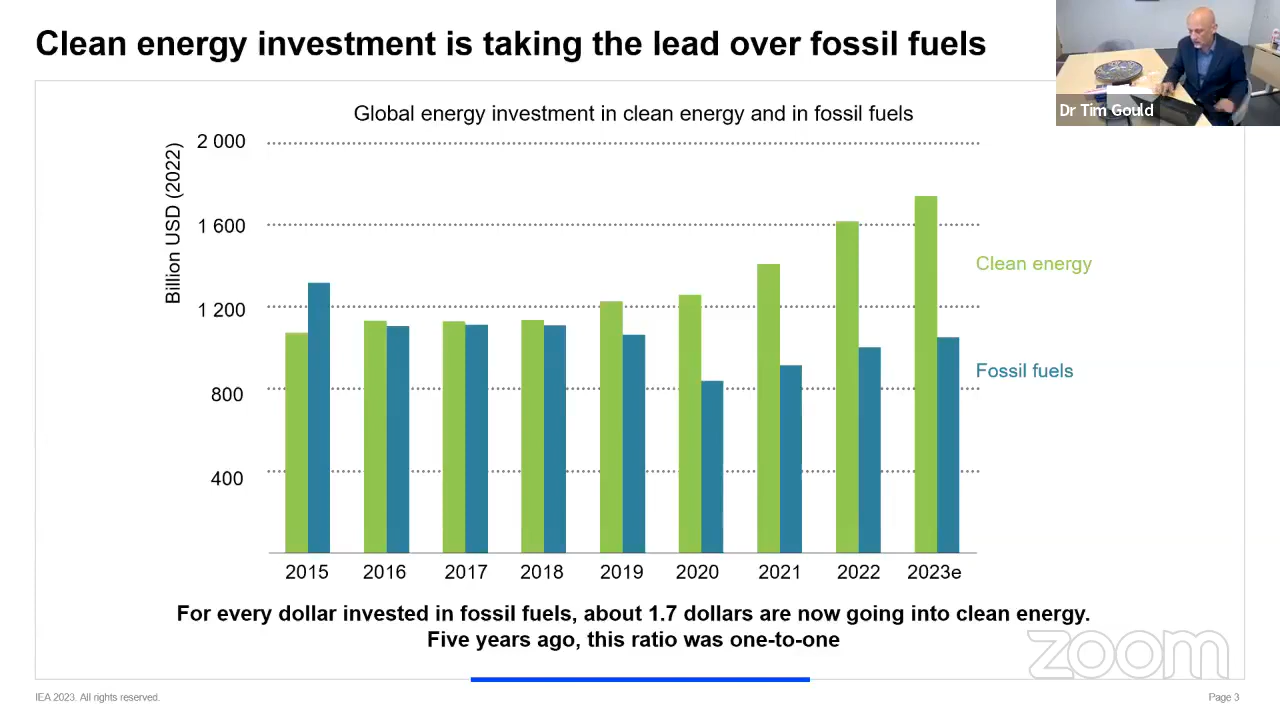 Clean energy investment is taking the lead over fossil fuels
Dr Tim Gould
Global energy investment in clean energy and in fossil fuels
Billion USD (2022)
2 000
1 600
1 200
800
400
Clean energy
Fossil fuels
2015 2016 2017 2018 2019 2020 2021 2022 2023e
For every dollar invested in fossil fuels, about 1.7 dollars are now going into clean energy.
Five years ago, this ratio was one-to-one
zoom
IEA 2023. All rights reserved.
Page 3